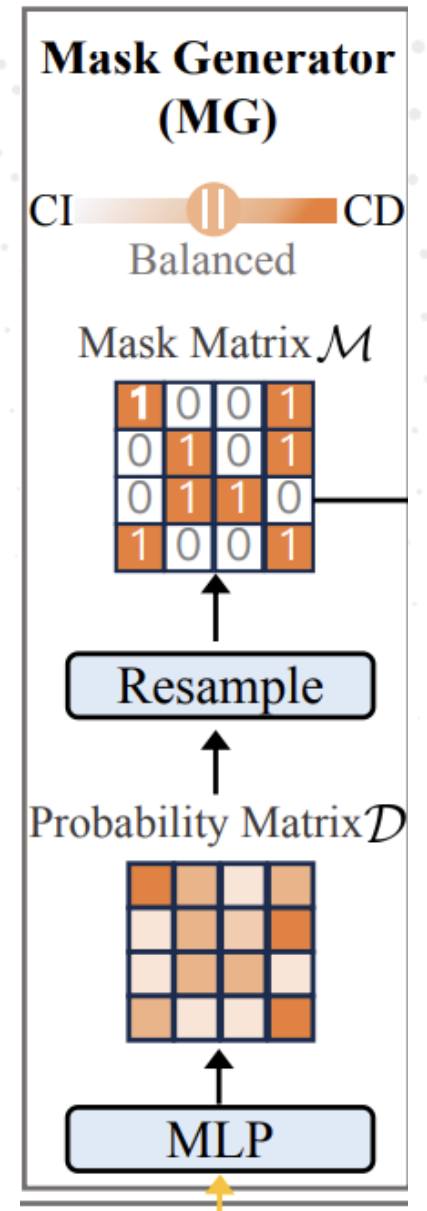 Mask Generator
(MG)
CI CD
Balanced
Mask Matrix ℳ
1 0 0 1
0 1 0 1
0 1 1 0
1 0 0 1
Resample
Probability Matrix 𝒟
MLP